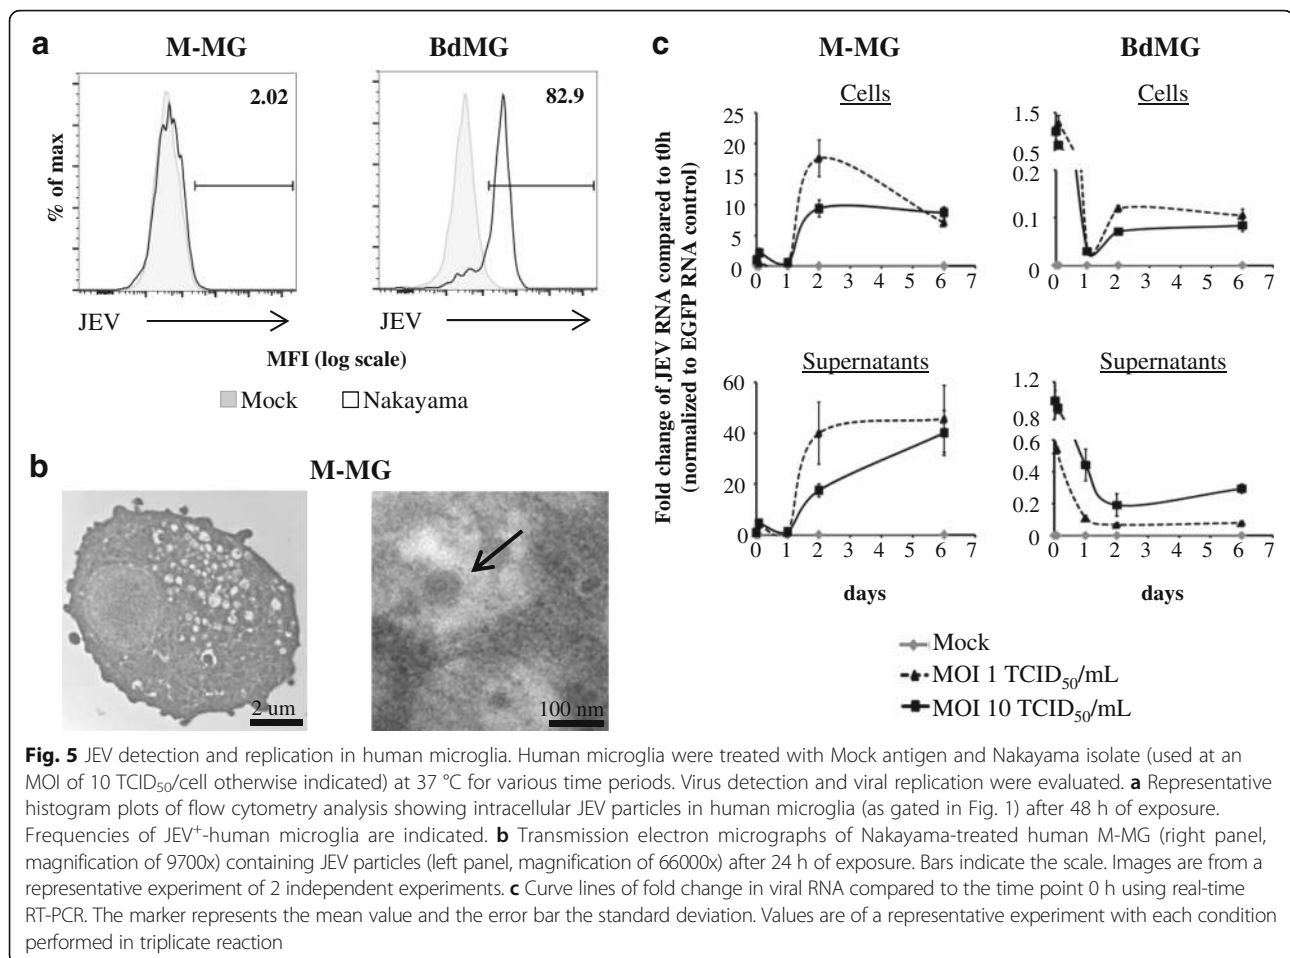 a
M-MG
BdMG
2.02
82.9
% of max
JEV
JEV
MFI (log scale)
Mock
Nakayama
b
M-MG
2 um
100 nm
c
M-MG
BdMG
Fold change of JEV RNA compared to t0h
(normalized to EGFP RNA control)
Cells
25
20
15
10
5
0
0 1 2 3 4 5 6 7
Cells
1.5
0.5
0.2
0.1
0
0 1 2 3 4 5 6 7
Supernatants
60
40
20
0
0 1 2 3 4 5 6 7
Supernatants
1.2
0.8
0.6
0.4
0.2
0
0 1 2 3 4 5 6 7
days
days
Mock
MOI 1 TCID50/mL
MOI 10 TCID50/mL
Fig. 5 JEV detection and replication in human microglia. Human microglia were treated with Mock antigen and Nakayama isolate (used at an
MOI of 10 TCID50/cell otherwise indicated) at 37 °C for various time periods. Virus detection and viral replication were evaluated. a Representative
histogram plots of flow cytometry analysis showing intracellular JEV particles in human microglia (as gated in Fig. 1) after 48 h of exposure.
Frequencies of JEV+-human microglia are indicated. b Transmission electron micrographs of Nakayama-treated human M-MG (right panel,
magnification of 9700x) containing JEV particles (left panel, magnification of 66000x) after 24 h of exposure. Bars indicate the scale. Images are from a
representative experiment of 2 independent experiments. c Curve lines of fold change in viral RNA compared to the time point 0 h using real-time
RT-PCR. The marker represents the mean value and the error bar the standard deviation. Values are of a representative experiment with each condition
performed in triplicate reaction